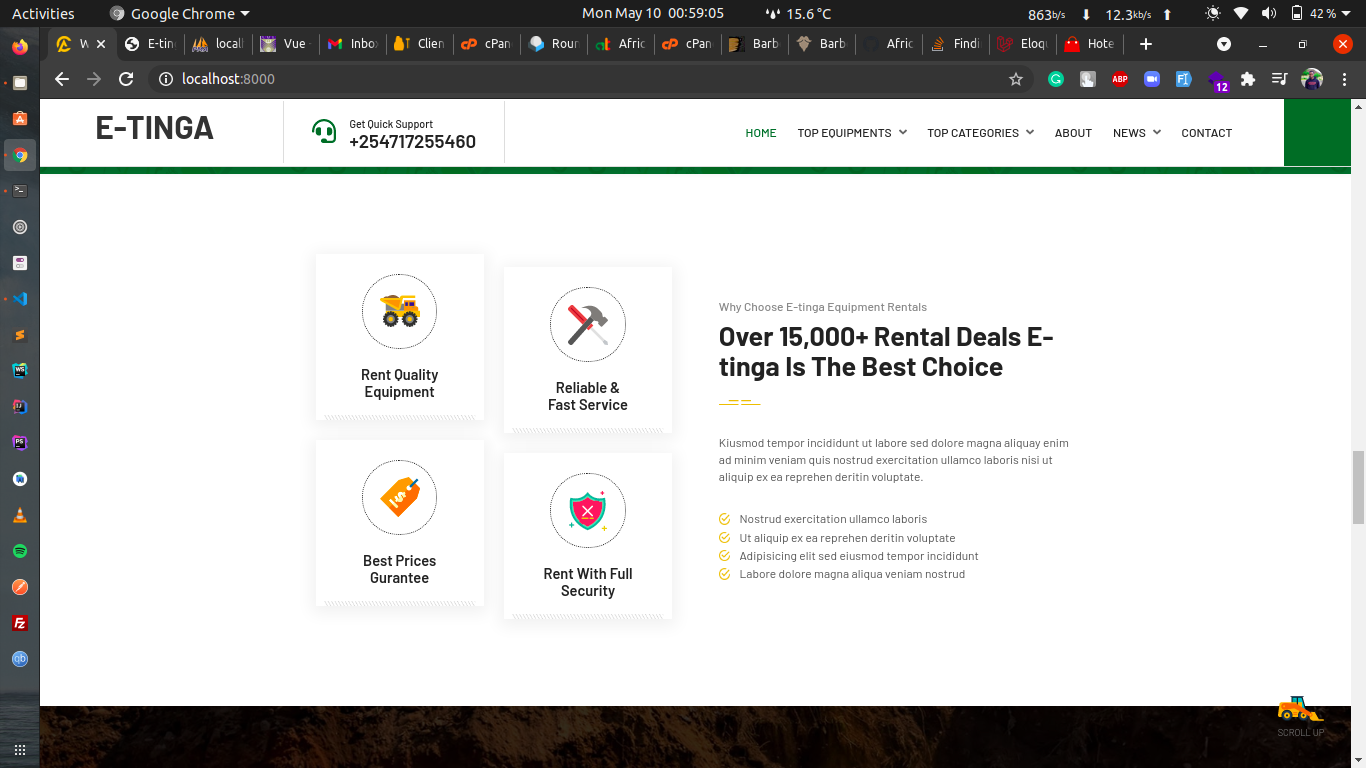 Activities
Google Chrome
Mon May 10 00:59:05
15.6 °C
863b/s
12.3kb/s
42 %
W
E-tin
locall
Vue
Inbox
Clien
cPan
Roun
Afric
cPan
Barb
Barb
Afric
Findi
Eloq
Hote
localhost:8000
ABP
12
E-TINGA
Get Quick Support
+254717255460
HOME
TOP EQUIPMENTS
TOP CATEGORIES
ABOUT
NEWS
CONTACT
Rent Quality
Equipment
Reliable &
Fast Service
Best Prices
Gurantee
Rent With Full
Security
Why Choose E-tinga Equipment Rentals
Over 15,000+ Rental Deals E-
tinga Is The Best Choice
Kiusmod tempor incididunt ut labore sed dolore magna aliquay enim
ad minim veniam quis nostrud exercitation ullamco laboris nisi ut
aliquip ex ea reprehen deritin voluptate.
Nostrud exercitation ullamco laboris
Ut aliquip ex ea reprehen deritin voluptate
Adipisicing elit sed eiusmod tempor incididunt
Labore dolore magna aliqua veniam nostrud
SCROLL UP